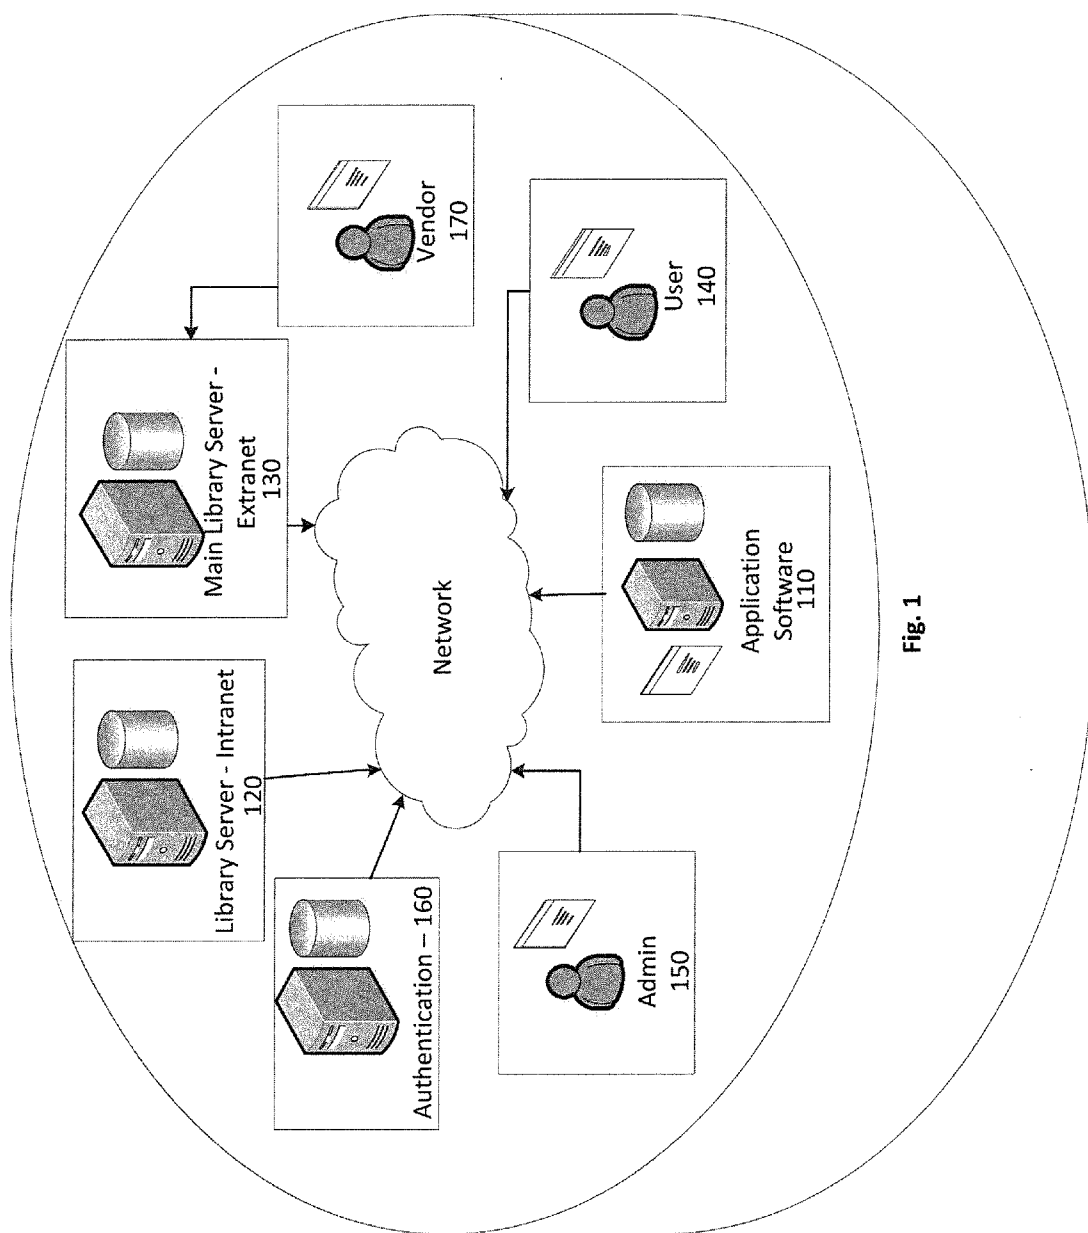 Authentication – 160
Library Server - Intranet
120
Main Library Server -
Extranet
130
Vendor
170
Network
Admin
150
Application
Software
110
User
140
Fig. 1